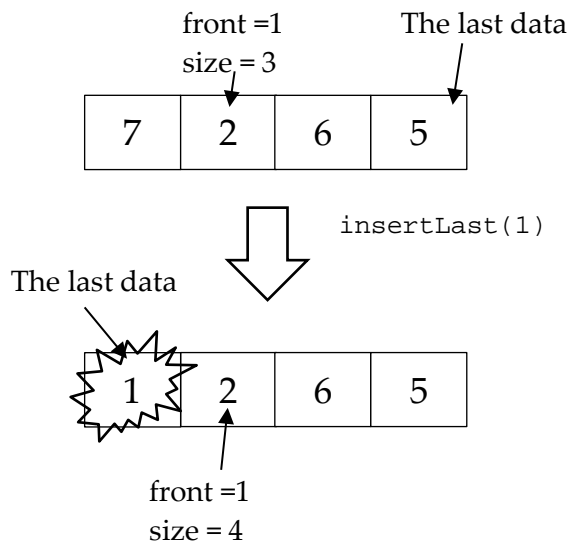 front =1
The last data
size = 3
7 2 6 5
insertLast(1)
The last data
1 2 6 5
front =1
size = 4